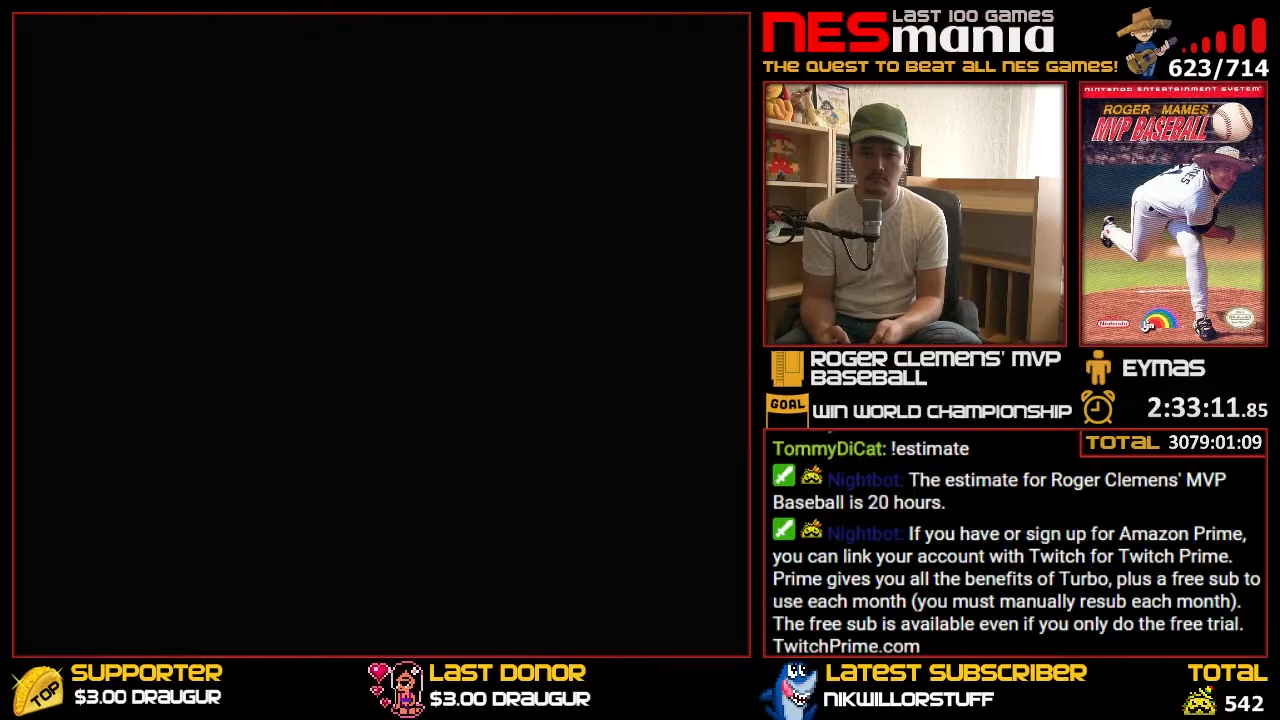 LAST 100 GAMES
NESmania
THE QUEST TO BEAT ALL NES GAMES!
623/714
NINTENDO ENTERTAINMENT SYSTEM
ROGER MAMES'
MVP BASEBALL
Nintendo
ROGER CLEMENS' MVP
BASEBALL
EYMAS
GOAL
WIN WORLD CHAMPIONSHIP
2:33:11.85
TOTAL 3079:01:09
TommyDiCat: !estimate
Nightbot: The estimate for Roger Clemens' MVP
Baseball is 20 hours.
Nightbot: If you have or sign up for Amazon Prime,
you can link your account with Twitch for Twitch Prime.
Prime gives you all the benefits of Turbo, plus a free sub to
use each month (you must manually resub each month).
The free sub is available even if you only do the free trial.
TwitchPrime.com
TOP
SUPPORTER
$3.00 DRAUGUR
LAST DONOR
$3.00 DRAUGUR
LATEST SUBSCRIBER
NIKWILLORSTUFF
TOTAL
542